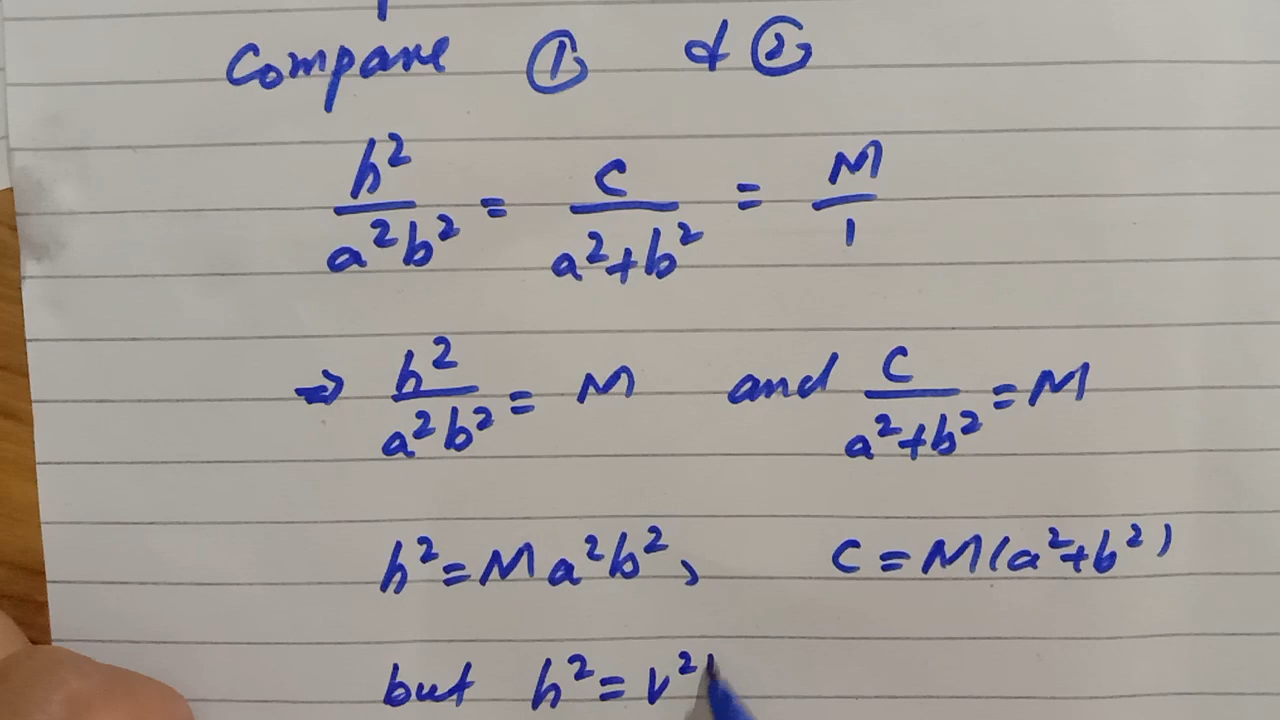 Compare ① & ②
h²/a²b² = c/a²+b² = M/1
⇒ h²/a²b² = M and c/a²+b² = M
h² = Ma²b², c = M(a²+b²)
but h² = v²